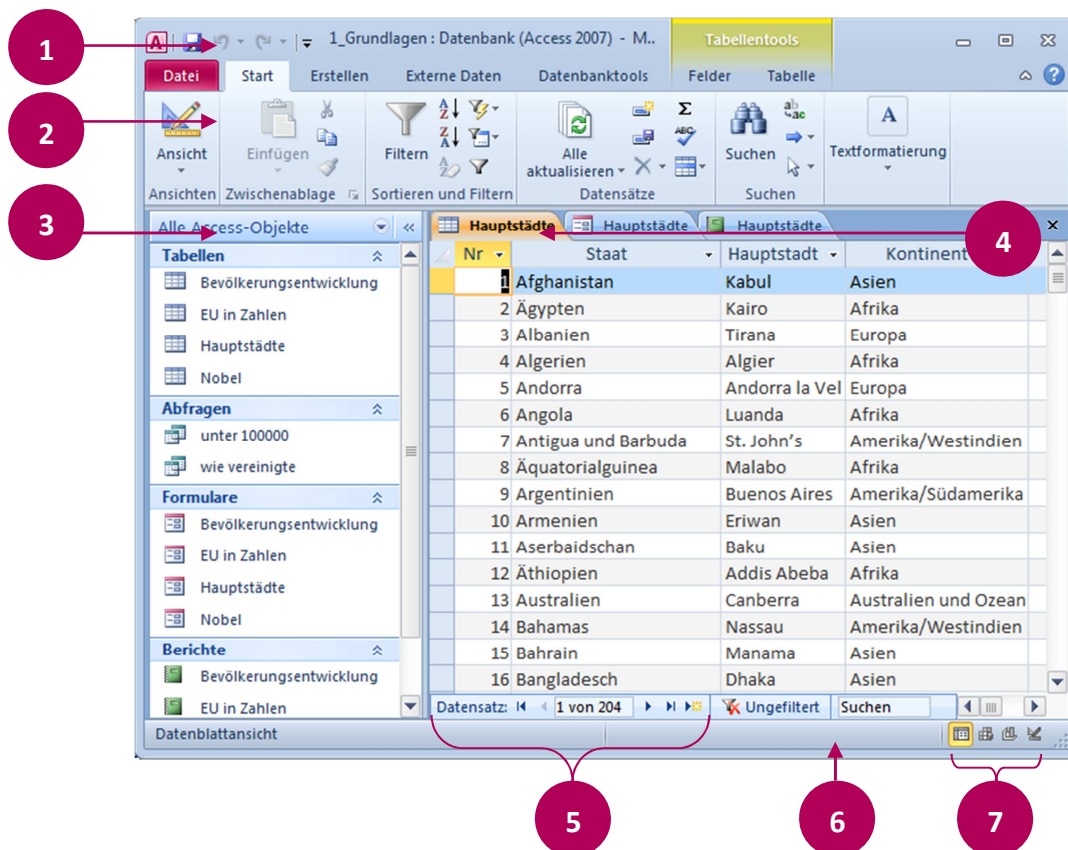 1
1_Grundlagen : Datenbank (Access 2007) - M..
Tabellentools
Datei Start Erstellen Externe Daten Datenbanktools Felder Tabelle
2
Ansicht
Einfügen
Filtern
Alle
aktualisieren
Suchen
Textformatierung
Ansichten Zwischenablage Sortieren und Filtern Datensätze Suchen
3
Alle Access-Objekte
Tabellen
Bevölkerungsentwicklung
EU in Zahlen
Hauptstädte
Nobel
Abfragen
unter 100000
wie vereinigte
Formulare
Bevölkerungsentwicklung
EU in Zahlen
Hauptstädte
Nobel
Berichte
Bevölkerungsentwicklung
EU in Zahlen
Hauptstädte Hauptstädte Hauptstädte
4
Nr Staat Hauptstadt Kontinent
1 Afghanistan Kabul Asien
2 Ägypten Kairo Afrika
3 Albanien Tirana Europa
4 Algerien Algier Afrika
5 Andorra Andorra la Vel Europa
6 Angola Luanda Afrika
7 Antigua und Barbuda St. John's Amerika/Westindien
8 Äquatorialguinea Malabo Afrika
9 Argentinien Buenos Aires Amerika/Südamerika
10 Armenien Eriwan Asien
11 Aserbaidschan Baku Asien
12 Äthiopien Addis Abeba Afrika
13 Australien Canberra Australien und Ozean
14 Bahamas Nassau Amerika/Westindien
15 Bahrain Manama Asien
16 Bangladesch Dhaka Asien
Datensatz: 1 von 204 Ungefiltert Suchen
Datenblattansicht
5
6
7